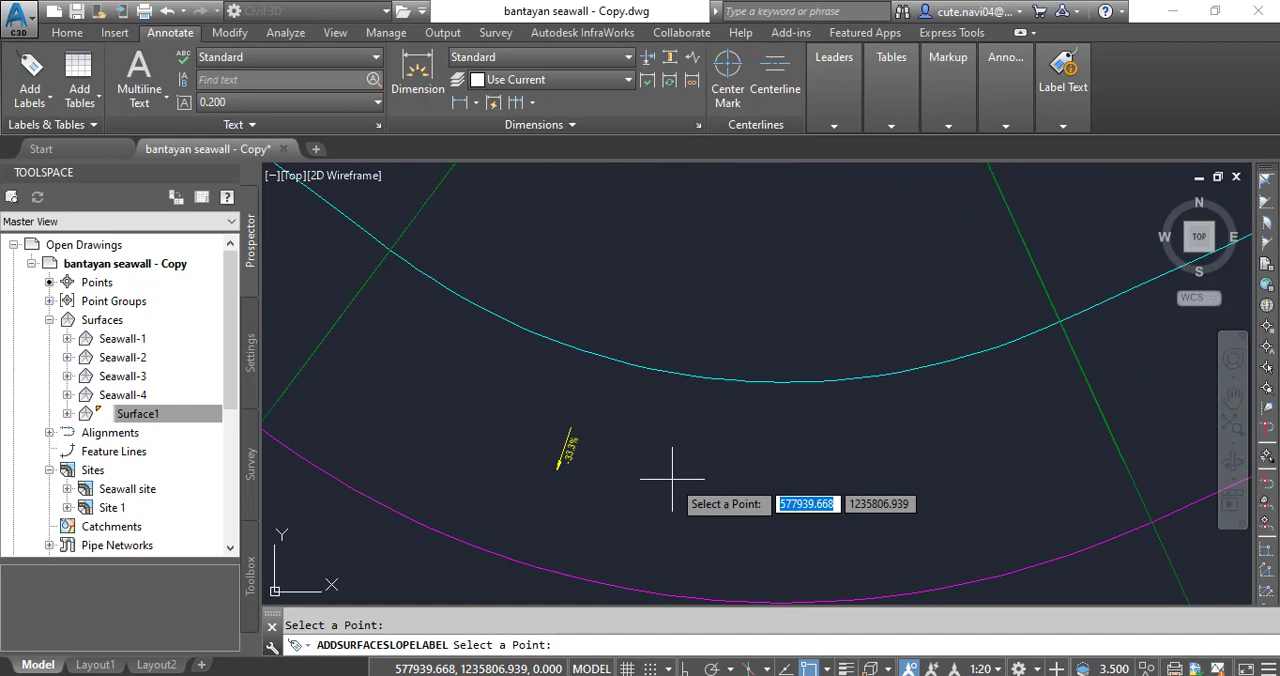 C3D
Civil 3D
bantayan seawall - Copy.dwg
Type a keyword or phrase
cute.navi04@...
Home Insert Annotate Modify Analyze View Manage Output Survey Autodesk InfraWorks Collaborate Help Add-ins Featured Apps Express Tools
Add Labels
Add Tables
Labels & Tables
Multiline Text
Standard
Find text
0.200
Text
Dimension
Standard
Use Current
Dimensions
Center Mark
Centerline
Centerlines
Leaders
Tables
Markup
Anno...
Label Text
Start
bantayan seawall - Copy*
TOOLSPACE
Master View
Open Drawings
bantayan seawall - Copy
Points
Point Groups
Surfaces
Seawall-1
Seawall-2
Seawall-3
Seawall-4
Surface1
Alignments
Feature Lines
Sites
Seawall site
Site 1
Catchments
Pipe Networks
Prospector
Settings
Survey
Toolbox
[−][Top][2D Wireframe]
N
W TOP E
S
WCS
-33.3%
Select a Point: 577939.668 1235806.939
Y
X
Select a Point:
ADDSURFACESLOPELABEL Select a Point:
Model Layout1 Layout2
577939.668, 1235806.939, 0.000 MODEL 1:20 3.500